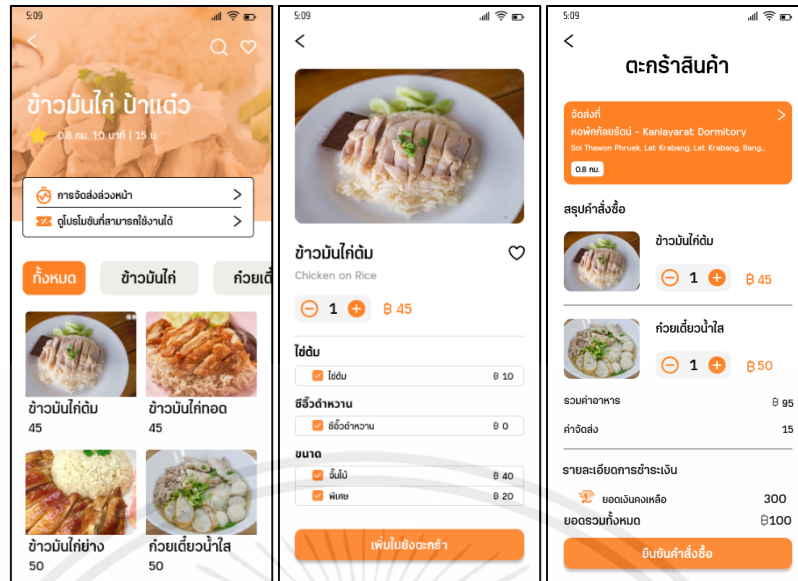 5:09
ข้าวมันไก่ ป้าแต๋ว
0.8 กม. 10 นาที | 15 บ.
การจัดส่งล่วงหน้า
ดูโปรโมชันที่สามารถใช้งานได้
ทั้งหมด
ข้าวมันไก่
ก๋วยเตี๋
ข้าวมันไก่ต้ม
45
ข้าวมันไก่ทอด
45
ข้าวมันไก่ย่าง
50
ก๋วยเตี๋ยวน้ำใส
50
5:09
ข้าวมันไก่ต้ม
Chicken on Rice
1
฿ 45
ไข่ต้ม
ไข่ต้ม ฿ 10
ซีอิ๊วดำหวาน
ซีอิ๊วดำหวาน ฿ 0
ขนาด
จัมโบ้ ฿ 40
พิเศษ ฿ 20
เพิ่มไปยังตะกร้า
5:09
ตะกร้าสินค้า
จัดส่งที่
หอพักกัลยรัตน์ - Kanlayarat Dormitory
Soi Thawon Phruek, Lat Krabang, Lat Krabang, Bang...
0.8 กม.
สรุปคำสั่งซื้อ
ข้าวมันไก่ต้ม
1
฿ 45
ก๋วยเตี๋ยวน้ำใส
1
฿ 50
รวมค่าอาหาร ฿ 95
ค่าจัดส่ง 15
รายละเอียดการชำระเงิน
ยอดเงินคงเหลือ 300
ยอดรวมทั้งหมด ฿100
ยืนยันคำสั่งซื้อ